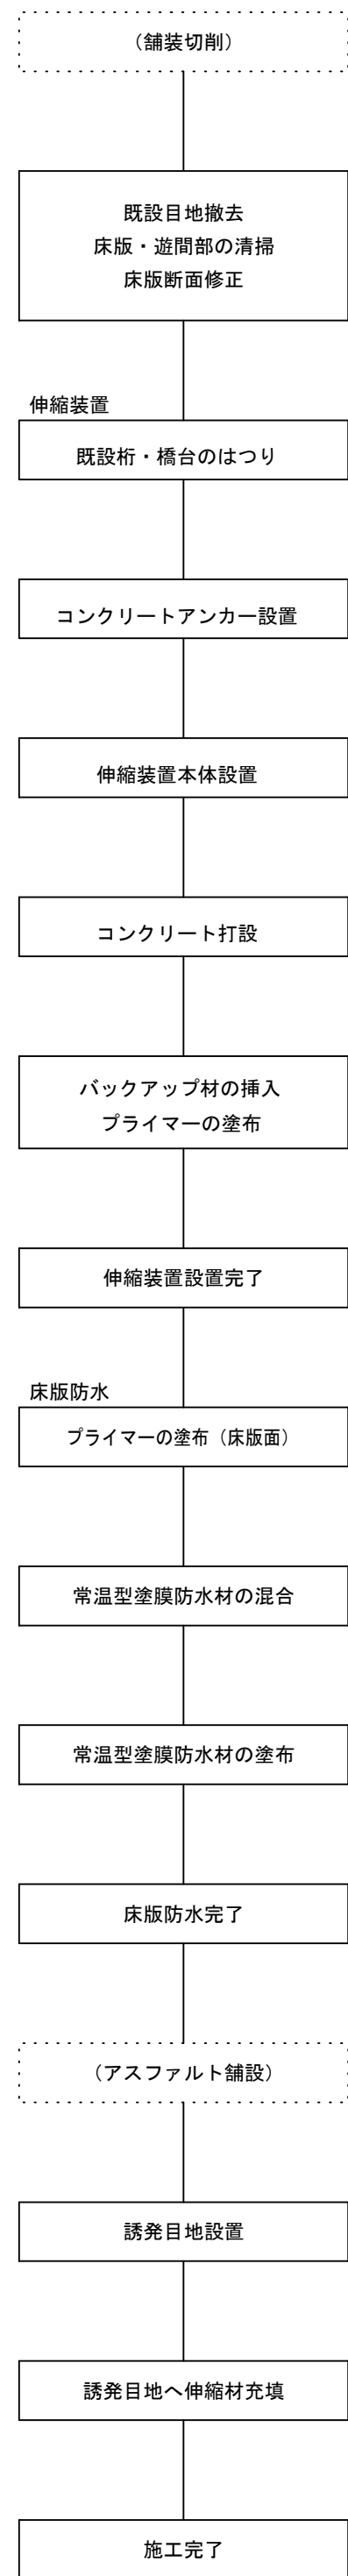 （舗装切削）
既設目地撤去
床版・遊間部の清掃
床版断面修正
伸縮装置
既設桁・橋台のはつり
コンクリートアンカー設置
伸縮装置本体設置
コンクリート打設
バックアップ材の挿入
プライマーの塗布
伸縮装置設置完了
床版防水
プライマーの塗布（床版面）
常温型塗膜防水材の混合
常温型塗膜防水材の塗布
床版防水完了
（アスファルト舗設）
誘発目地設置
誘発目地へ伸縮材充填
施工完了